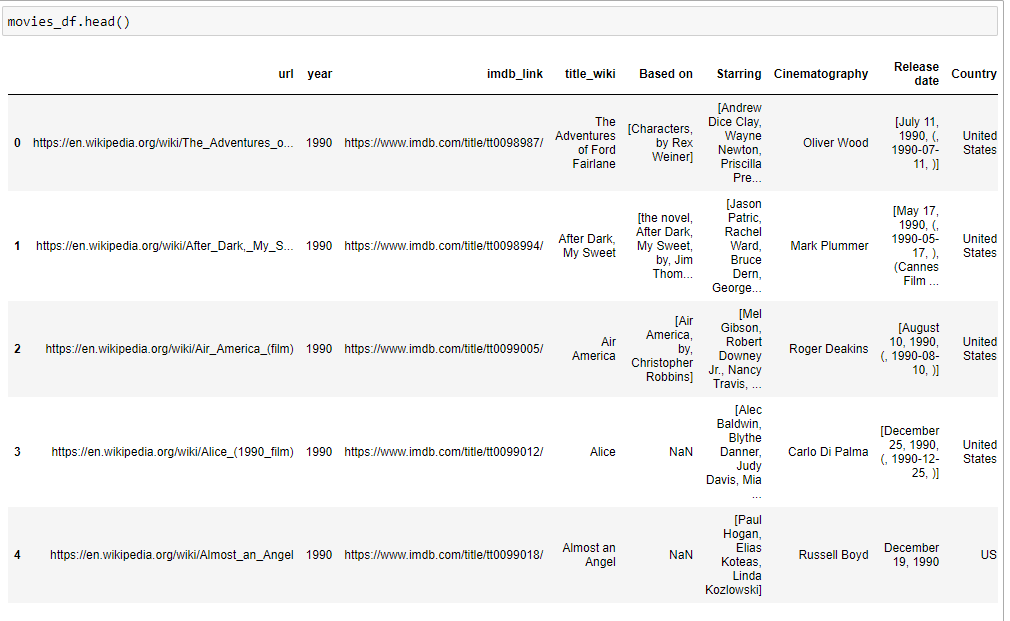 movies_df.head()
url year imdb_link title_wiki Based on Starring Cinematography Release date Country
0 https://en.wikipedia.org/wiki/The_Adventures_o... 1990 https://www.imdb.com/title/tt0098987/ The Adventures of Ford Fairlane [Characters, by Rex Weiner] [Andrew Dice Clay, Wayne Newton, Priscilla Pre... Oliver Wood [July 11, 1990, (, 1990-07-11, )] United States
1 https://en.wikipedia.org/wiki/After_Dark,_My_S... 1990 https://www.imdb.com/title/tt0098994/ After Dark, My Sweet [the novel, After Dark, My Sweet, by, Jim Thom... [Jason Patric, Rachel Ward, Bruce Dern, George... Mark Plummer [May 17, 1990, (, 1990-05-17, ), (Cannes Film ... United States
2 https://en.wikipedia.org/wiki/Air_America_(film) 1990 https://www.imdb.com/title/tt0099005/ Air America [Air America, by, Christopher Robbins] [Mel Gibson, Robert Downey Jr., Nancy Travis, ... Roger Deakins [August 10, 1990, (, 1990-08-10, )] United States
3 https://en.wikipedia.org/wiki/Alice_(1990_film) 1990 https://www.imdb.com/title/tt0099012/ Alice NaN [Alec Baldwin, Blythe Danner, Judy Davis, Mia ... Carlo Di Palma [December 25, 1990, (, 1990-12-25, )] United States
4 https://en.wikipedia.org/wiki/Almost_an_Angel 1990 https://www.imdb.com/title/tt0099018/ Almost an Angel NaN [Paul Hogan, Elias Koteas, Linda Kozlowski] Russell Boyd December 19, 1990 US